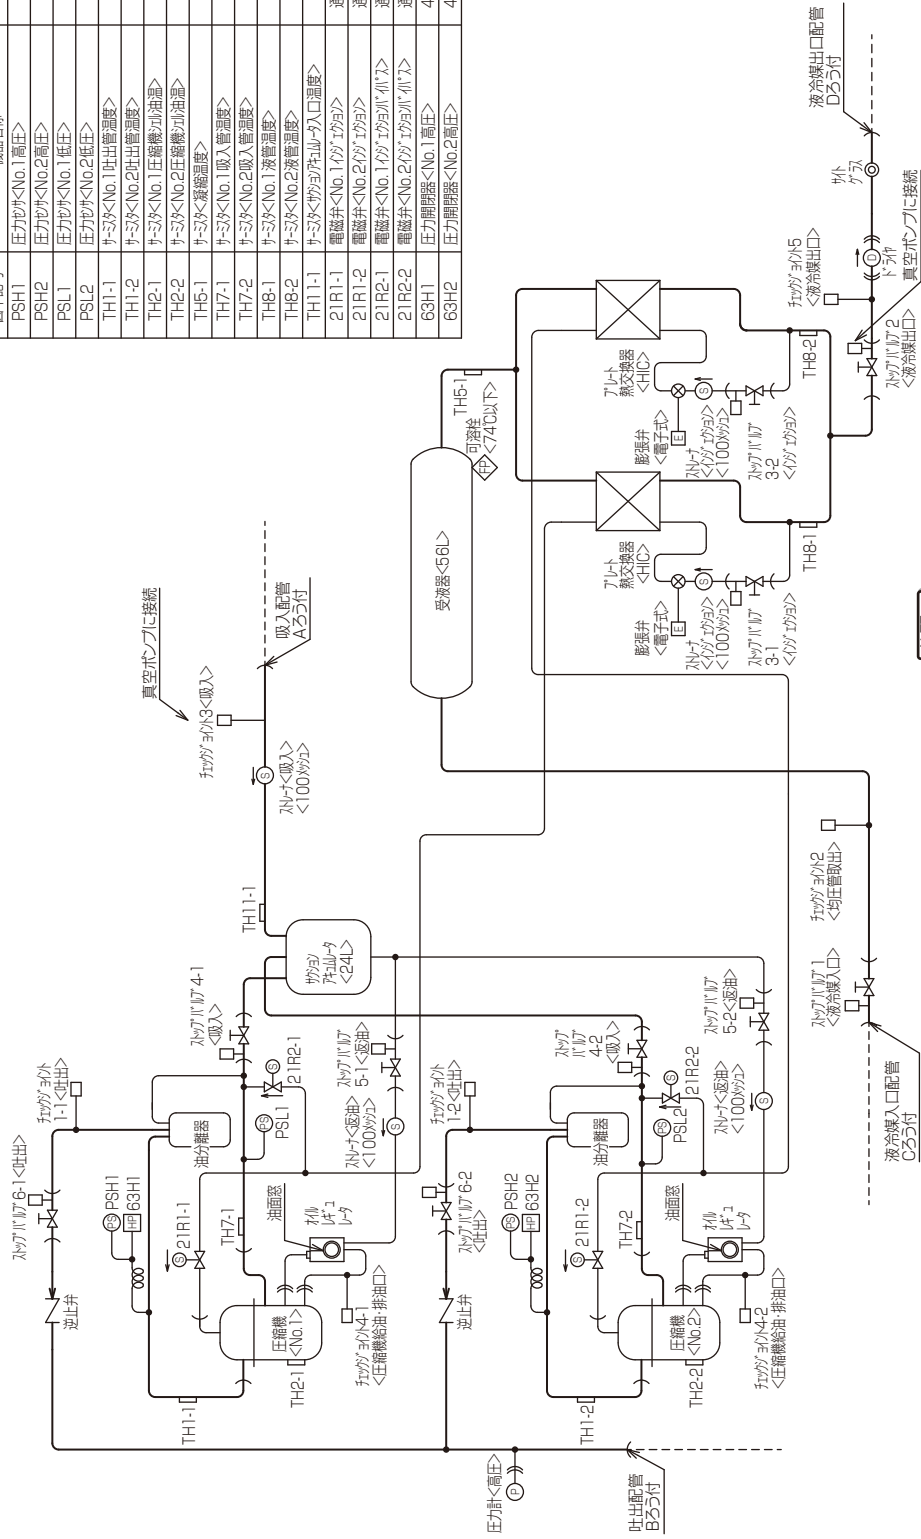 PSH1 圧力センサ<No.1高圧>
PSH2 圧力センサ<No.2高圧>
PSL1 圧力センサ<No.1低圧>
PSL2 圧力センサ<No.2低圧>
TH1-1 サーミスタ<No.1吐出管温度>
TH1-2 サーミスタ<No.2吐出管温度>
TH2-1 サーミスタ<No.1圧縮機シェル油温>
TH2-2 サーミスタ<No.2圧縮機シェル油温>
TH5-1 サーミスタ<凝縮温度>
TH7-1 サーミスタ<No.1吸入管温度>
TH7-2 サーミスタ<No.2吸入管温度>
TH8-1 サーミスタ<No.1液管温度>
TH8-2 サーミスタ<No.2液管温度>
TH11-1 サーミスタ<サクションアキュムレータ入口温度>
21R1-1 電磁弁<No.1インジェクション>
21R1-2 電磁弁<No.2インジェクション>
21R2-1 電磁弁<No.1インジェクションバイパス>
21R2-2 電磁弁<No.2インジェクションバイパス>
63H1 圧力開閉器<No.1高圧> 4
63H2 圧力開閉器<No.2高圧> 4
ストップバルブ6-1<吐出>
チェックジョイント
1-1<吐出>
PS PSH1
HP 63H1
逆止弁
油分離器
S 21R1-1
TH1-1
TH7-1
PS
PSL1
S
21R2-1
ストップバルブ4-1
<吸入>
油面窓
オイル
レギュ
レータ
圧縮機
<No.1>
TH2-1
チェックジョイント4-1
<圧縮機給油・排油口>
ストップバルブ
5-1<返油>
ストレーナ<返油>
<100メッシュ>
S
サクション
アキュムレータ
<24L>
TH11-1
ストレーナ<吸入>
<100メッシュ>
S
チェックジョイント3<吸入>
真空ポンプに接続
吸入配管
Aろう付
ストップバルブ6-2
<吐出>
チェックジョイント
1-2<吐出>
PS PSH2
HP 63H2
逆止弁
油分離器
S 21R1-2
TH1-2
TH7-2
PS
PSL2
S
21R2-2
ストップ
バルブ
4-2
<吸入>
油面窓
オイル
レギュ
レータ
圧縮機
<No.2>
TH2-2
チェックジョイント4-2
<圧縮機給油・排油口>
ストップバルブ
5-2<返油>
ストレーナ<返油>
<100メッシュ>
S
圧力計<高圧>
P
吐出配管
Bろう付
受液器<56L>
TH5-1
可溶栓
<74℃以下>
FP
プレート
熱交換器
<HIC>
膨張弁
<電子式>
E
S
ストレーナ
<インジェクション>
<100メッシュ>
ストップバルブ
3-1
<インジェクション>
TH8-1
プレート
熱交換器
<HIC>
膨張弁
<電子式>
E
S
ストレーナ
<インジェクション>
<100メッシュ>
ストップバルブ
3-2
<インジェクション>
TH8-2
液冷媒入口配管
Cろう付
ストップバルブ1
<液冷媒入口>
チェックジョイント2
<均圧管取出>
ストップバルブ2
<液冷媒出口>
真空ポンプに接続
チェックジョイント5
<液冷媒出口>
D
ドライヤ
サイト
グラス
液冷媒出口配管
Dろう付